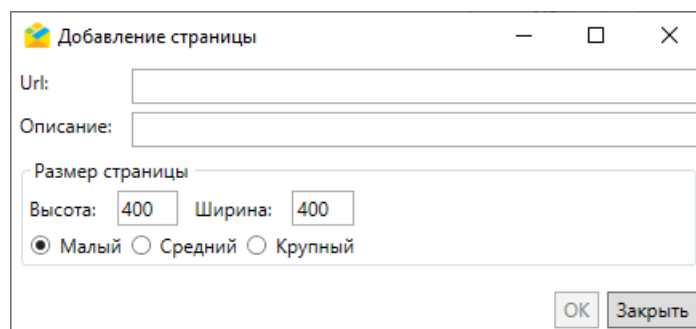 Добавление страницы
Url:
Описание:
Размер страницы
Высота: 400 Ширина: 400
Малый Средний Крупный
OK Закрыть